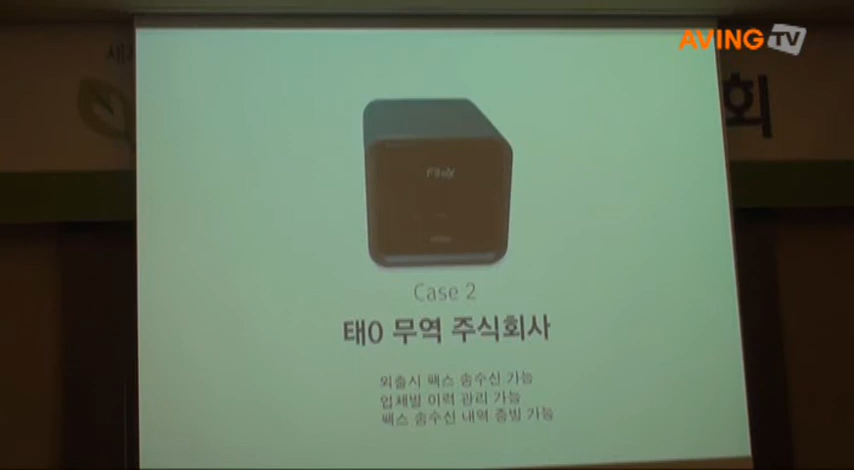 AVING TV
세
회
Case 2
태O 무역 주식회사
외출시 팩스 송수신 가능
업체별 이력 관리 가능
팩스 송수신 내역 증빙 가능